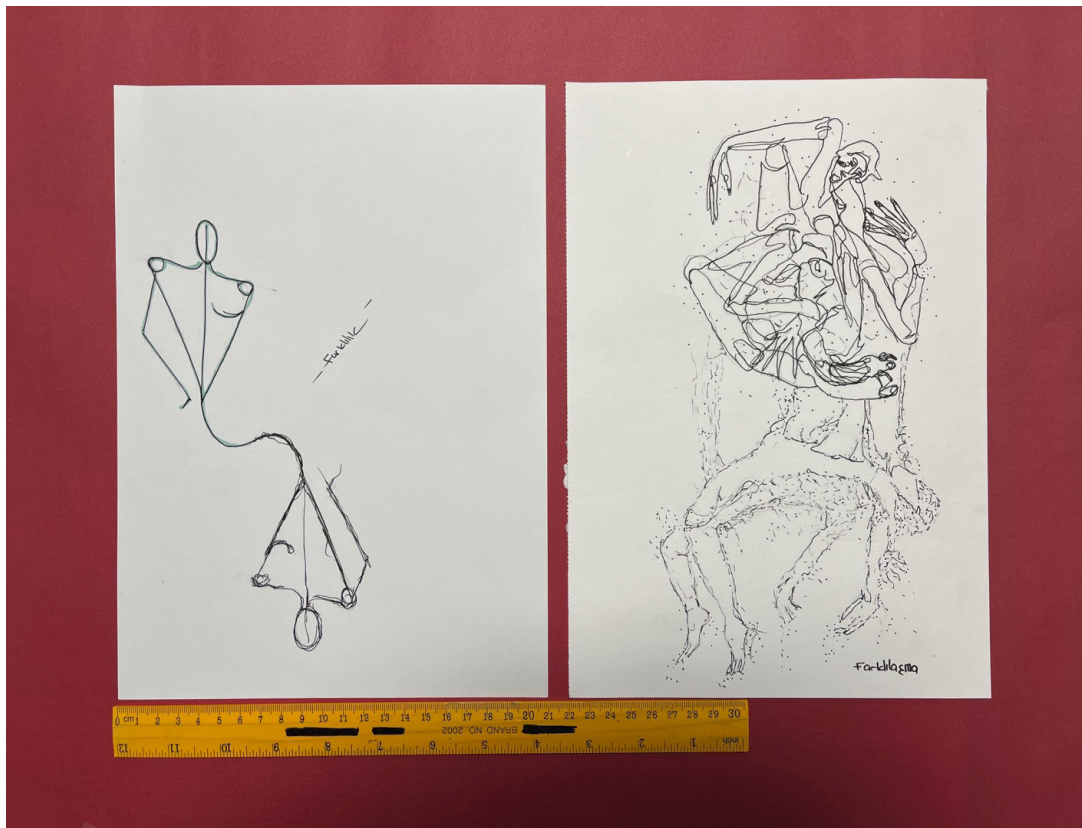 — Farklılık —
Farklılaşma
0 cm 1 2 3 4 5 6 7 8 9 10 11 12 13 14 15 16 17 18 19 20 21 22 23 24 25 26 27 28 29 30
BRAND NO. 2002
12 11 10 9 8 7 6 5 4 3 2 1 inch